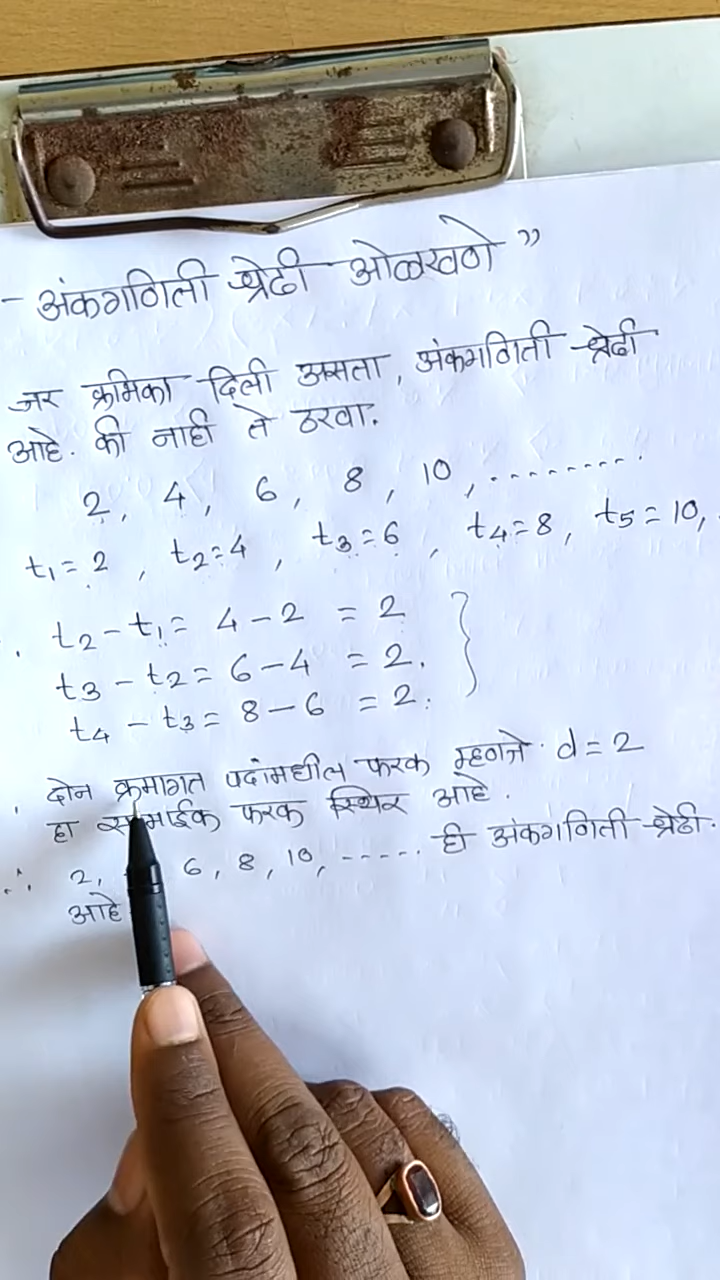 - अंकगणिती श्रेढी ओळखणे ”
जर क्रमिका दिली असता, अंकगणिती श्रेढी
आहे. की नाही ते ठरवा.
2, 4, 6, 8, 10, ---------
t₁ = 2 , t₂ = 4 , t₃ = 6 , t₄ = 8 , t₅ = 10,
t₂ - t₁ = 4 - 2 = 2 }
t₃ - t₂ = 6 - 4 = 2.
t₄ - t₃ = 8 - 6 = 2.
दोन क्रमागत पदांमधील फरक म्हणजे d = 2
हा फरक स्थिर आहे.
∴ 2, 6, 8, 10, ----- ही अंकगणिती श्रेढी.
आहे